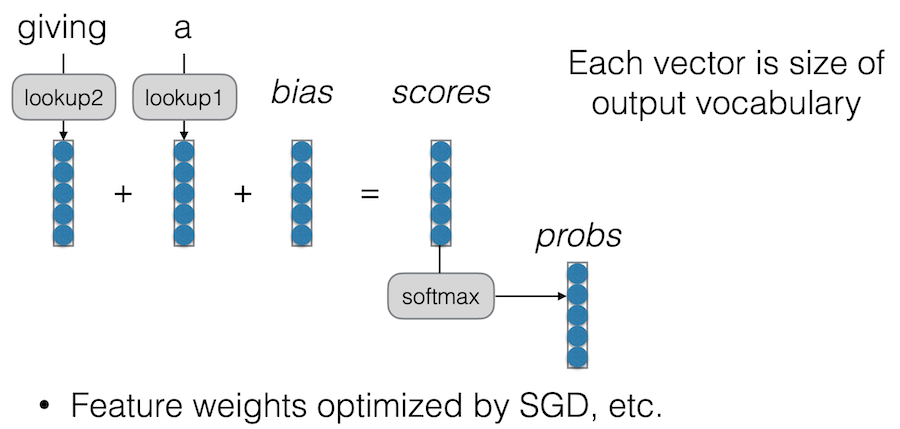 giving a
lookup2 lookup1 bias scores
Each vector is size of
output vocabulary
+ + =
probs
softmax
• Feature weights optimized by SGD, etc.